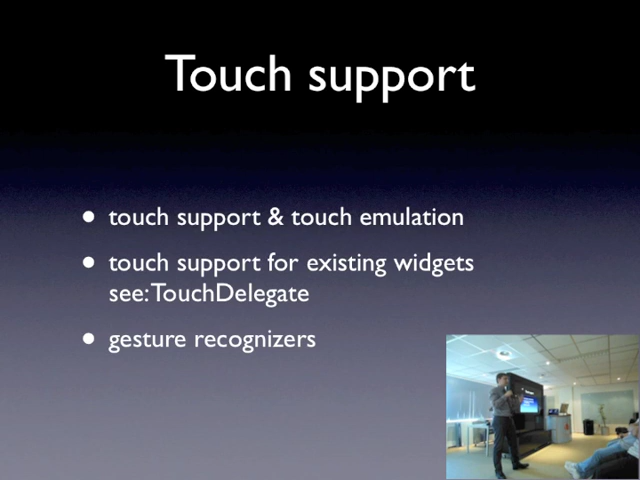 Touch support
• touch support & touch emulation
• touch support for existing widgets
see:TouchDelegate
• gesture recognizers